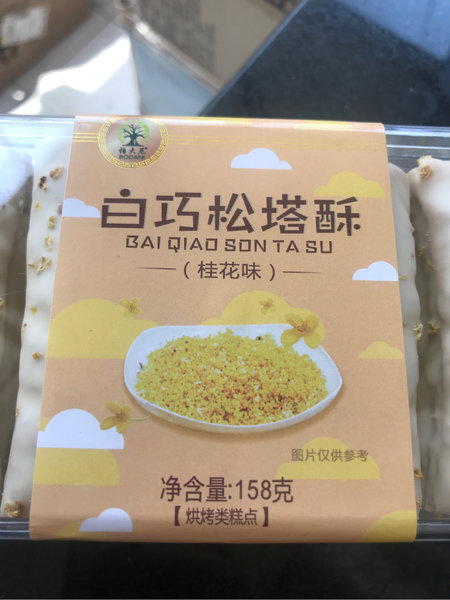 BODANI
白巧松塔酥
BAI QIAO SON TA SU
（桂花味）
图片仅供参考
净含量:158克
【烘烤类糕点】